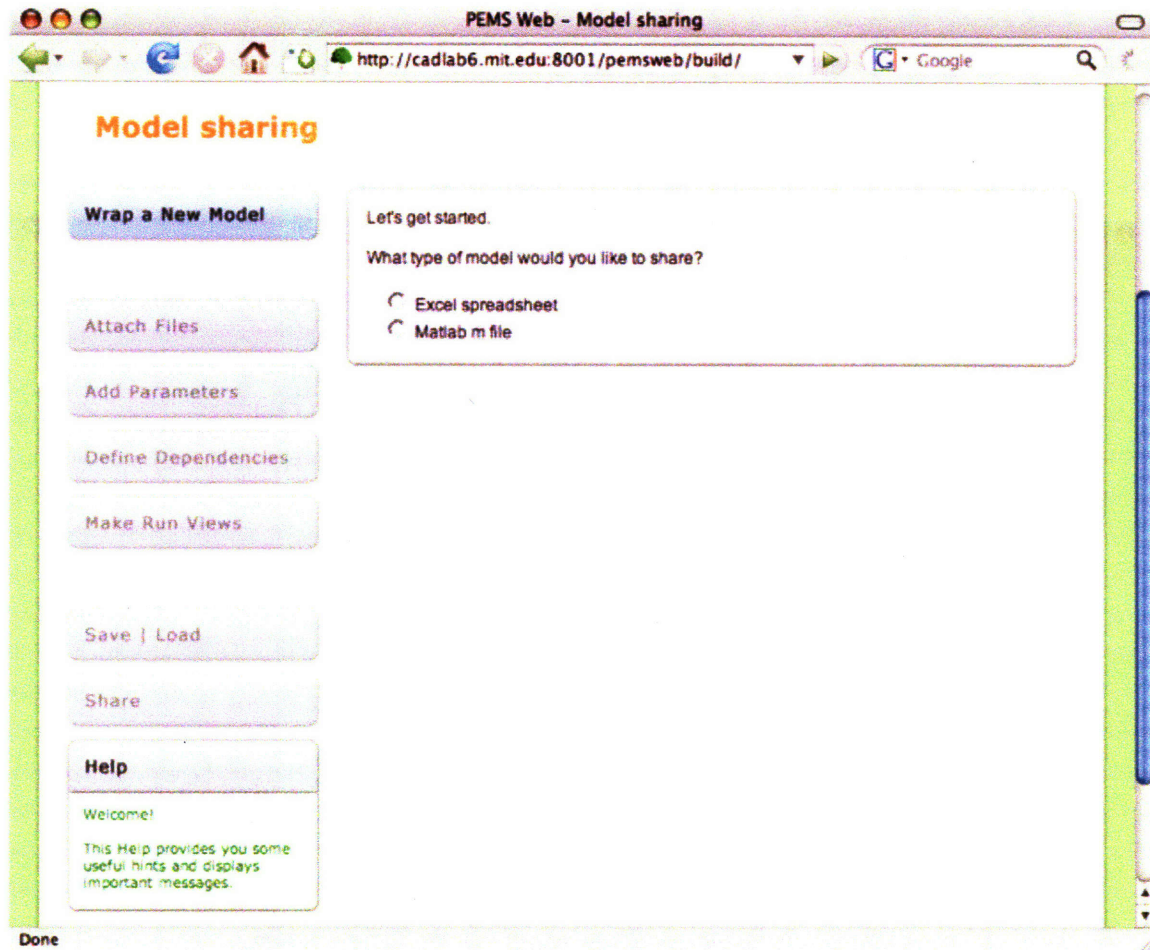 PEMS Web – Model sharing
http://cadlab6.mit.edu:8001/pemsweb/build/
G Google
Model sharing
Wrap a New Model
Let's get started.
What type of model would you like to share?
Excel spreadsheet
Matlab m file
Attach Files
Add Parameters
Define Dependencies
Make Run Views
Save | Load
Share
Help
Welcome!
This Help provides you some
useful hints and displays
important messages.
Done